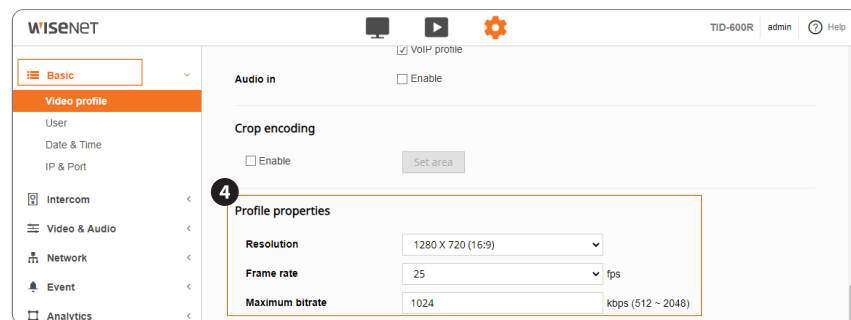 WISENET
TID-600R admin ? Help
VoIP profile
Basic
Audio in Enable
Video profile
User
Crop encoding
Date & Time
Enable Set area
IP & Port
4
Intercom
Profile properties
Video & Audio
Resolution 1280 X 720 (16:9)
Network
Frame rate 25 fps
Event
Maximum bitrate 1024 kbps (512 ~ 2048)
Analytics